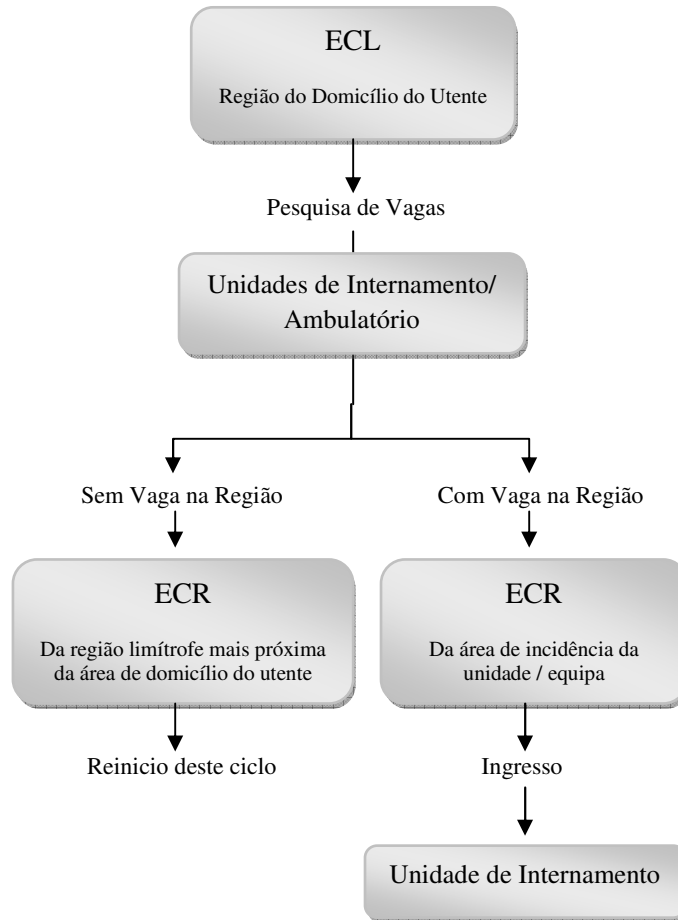 ECL
Região do Domicílio do Utente
Pesquisa de Vagas
Unidades de Internamento/
Ambulatório
Sem Vaga na Região
Com Vaga na Região
ECR
Da região limítrofe mais próxima
da área de domicílio do utente
ECR
Da área de incidência da
unidade / equipa
Reinicio deste ciclo
Ingresso
Unidade de Internamento